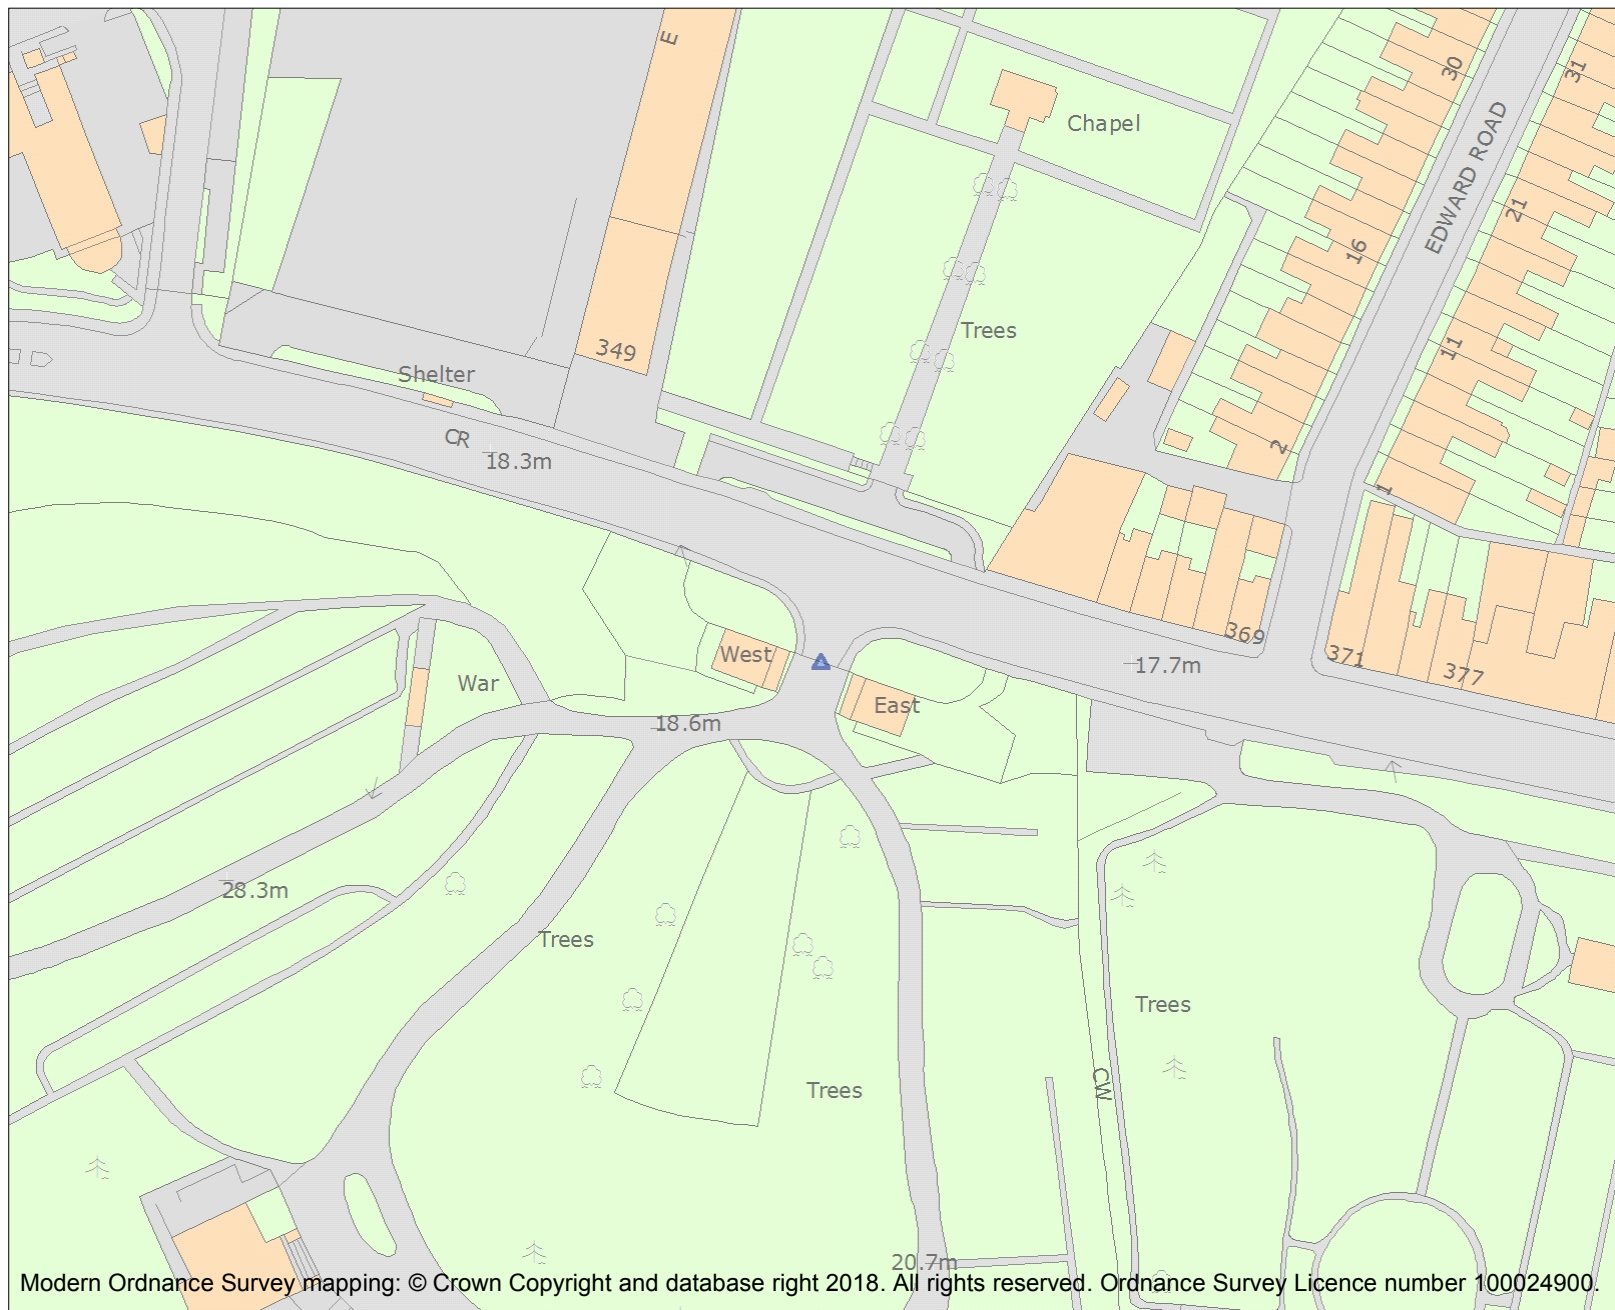 E
30
31
Chapel
EDWARD ROAD
21
16
Trees
349
11
Shelter
CR
18.3m
2
1
369
West
371
17.7m
377
War
East
18.6m
28.3m
Trees
Trees
CW
Trees
20.7m
Modern Ordnance Survey mapping: © Crown Copyright and database right 2018. All rights reserved. Ordnance Survey Licence number 100024900.